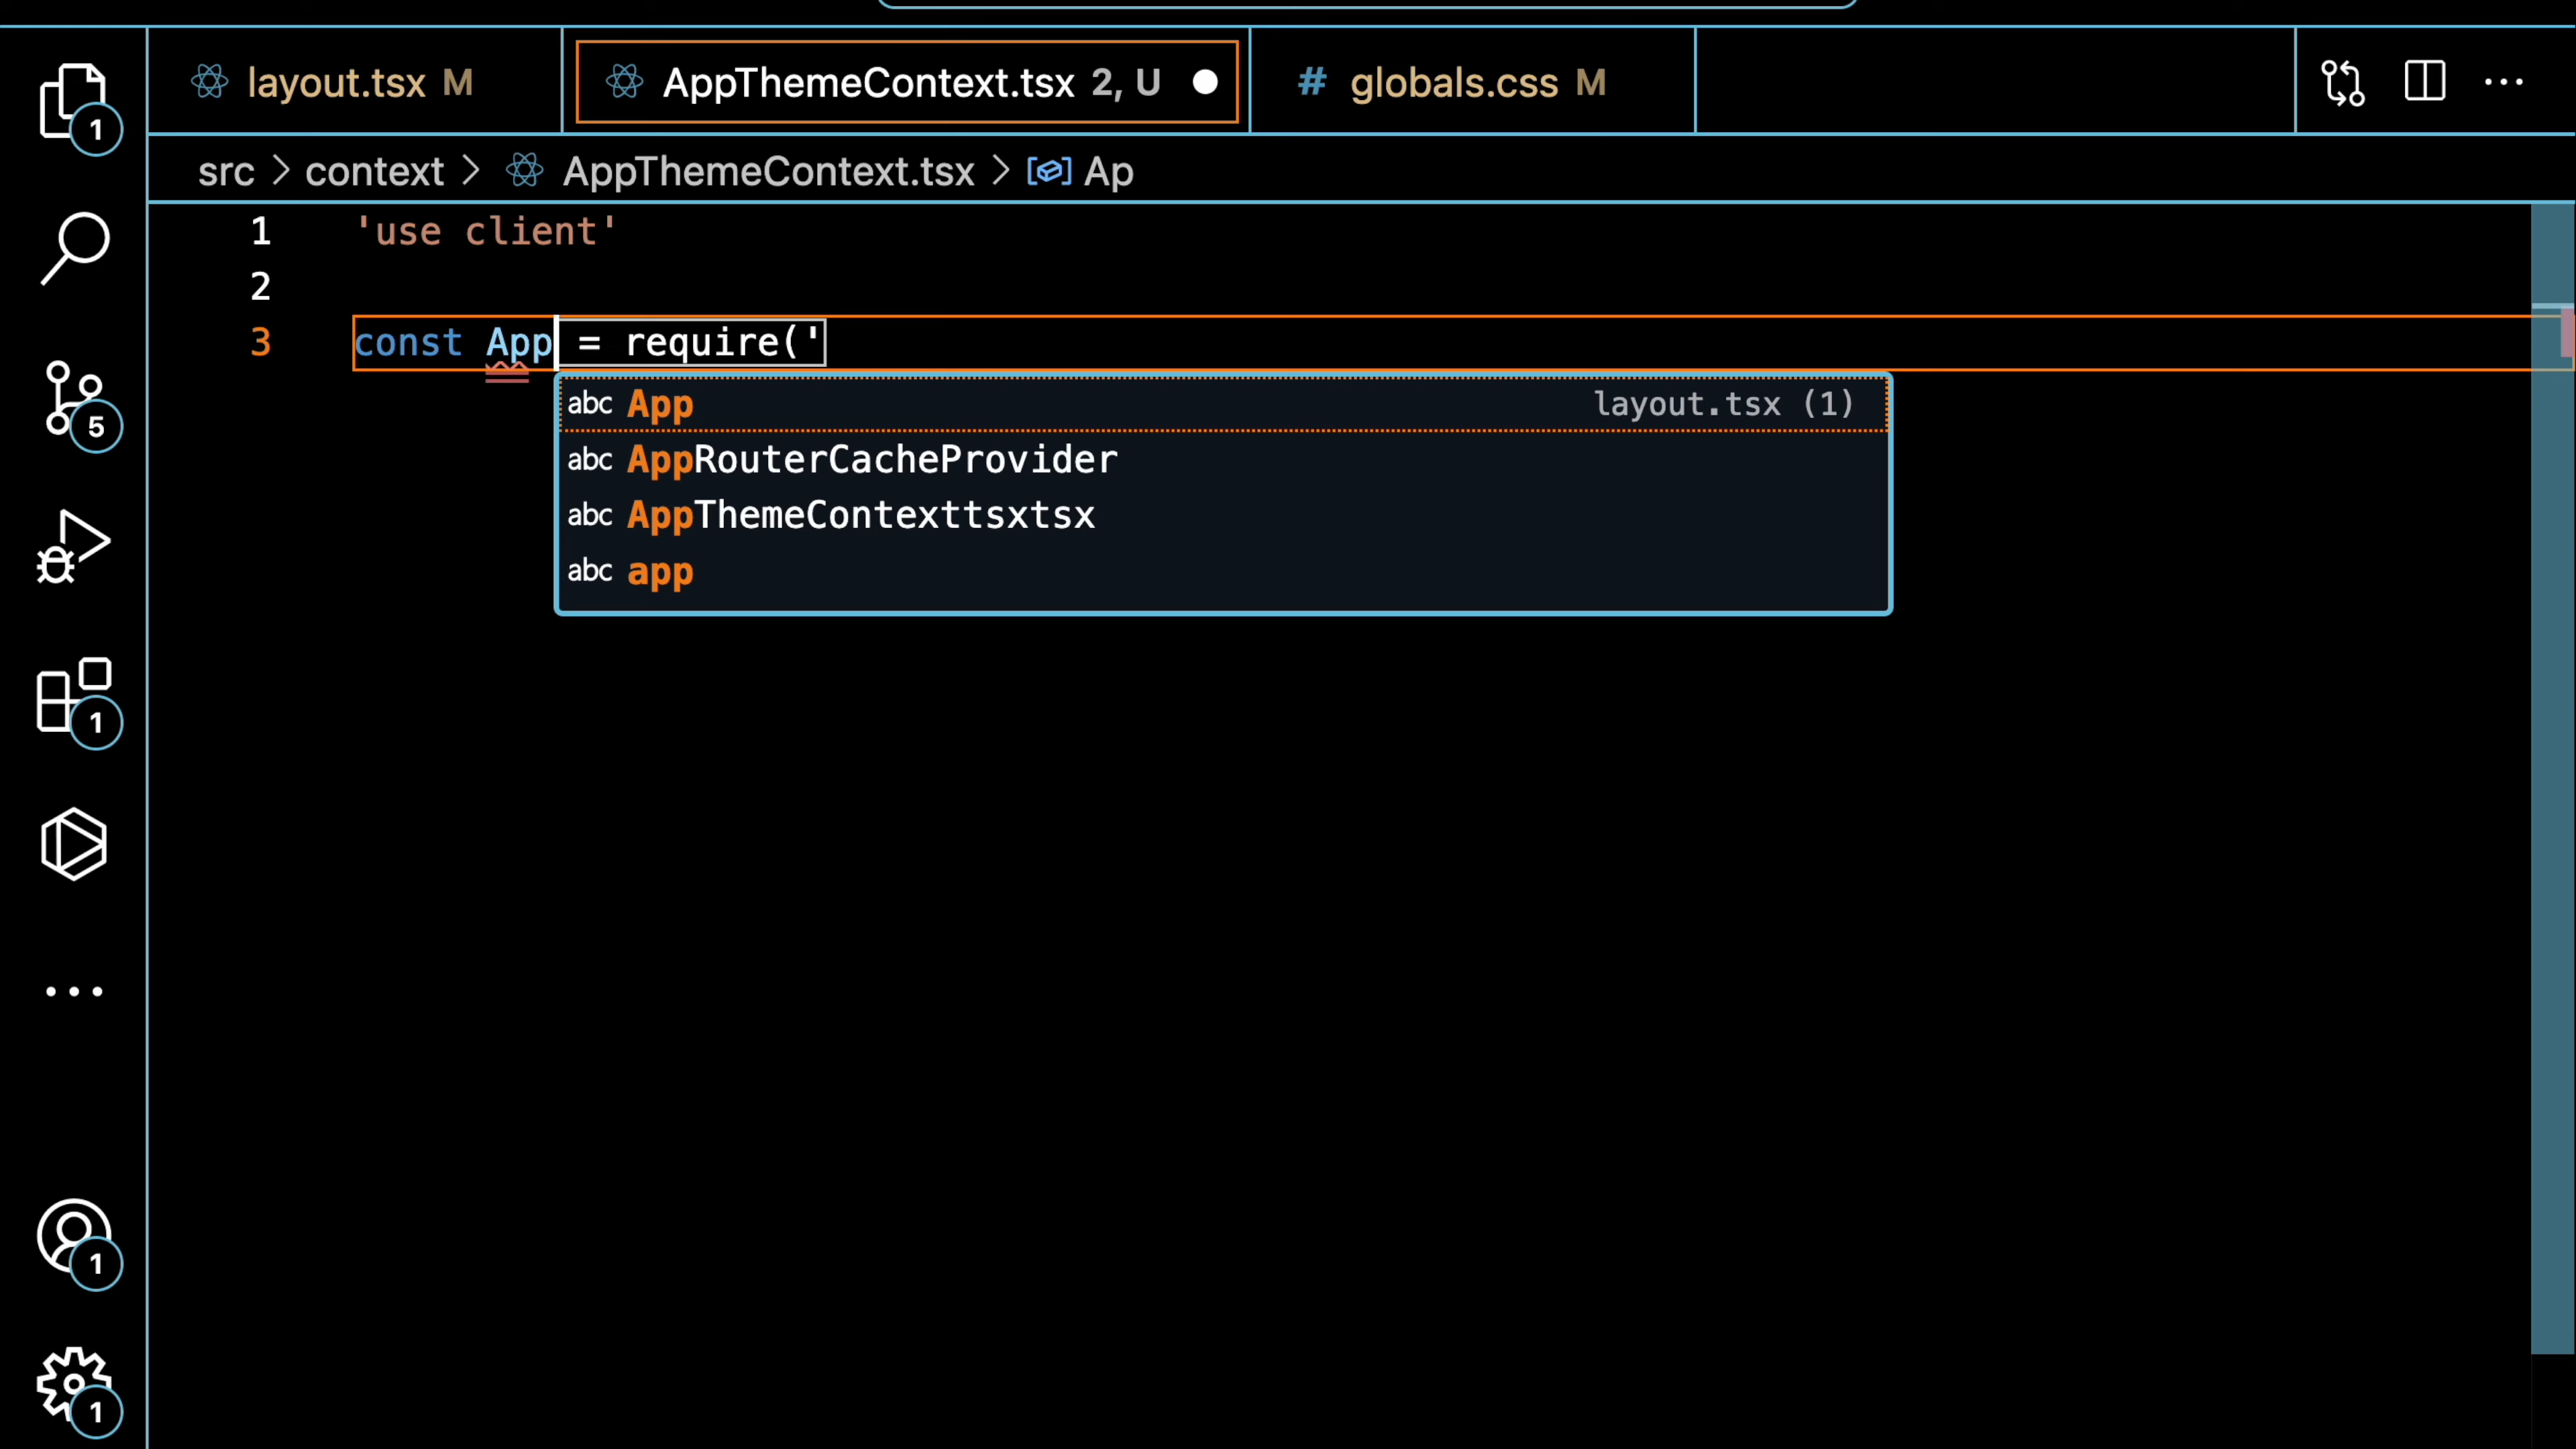 layout.tsx M
AppThemeContext.tsx 2, U
# globals.css M
src > context > AppThemeContext.tsx > Ap
1 'use client'
2
3 const App = require('
abc App layout.tsx (1)
abc AppRouterCacheProvider
abc AppThemeContexttsxtsx
abc app
1
5
1
1
1